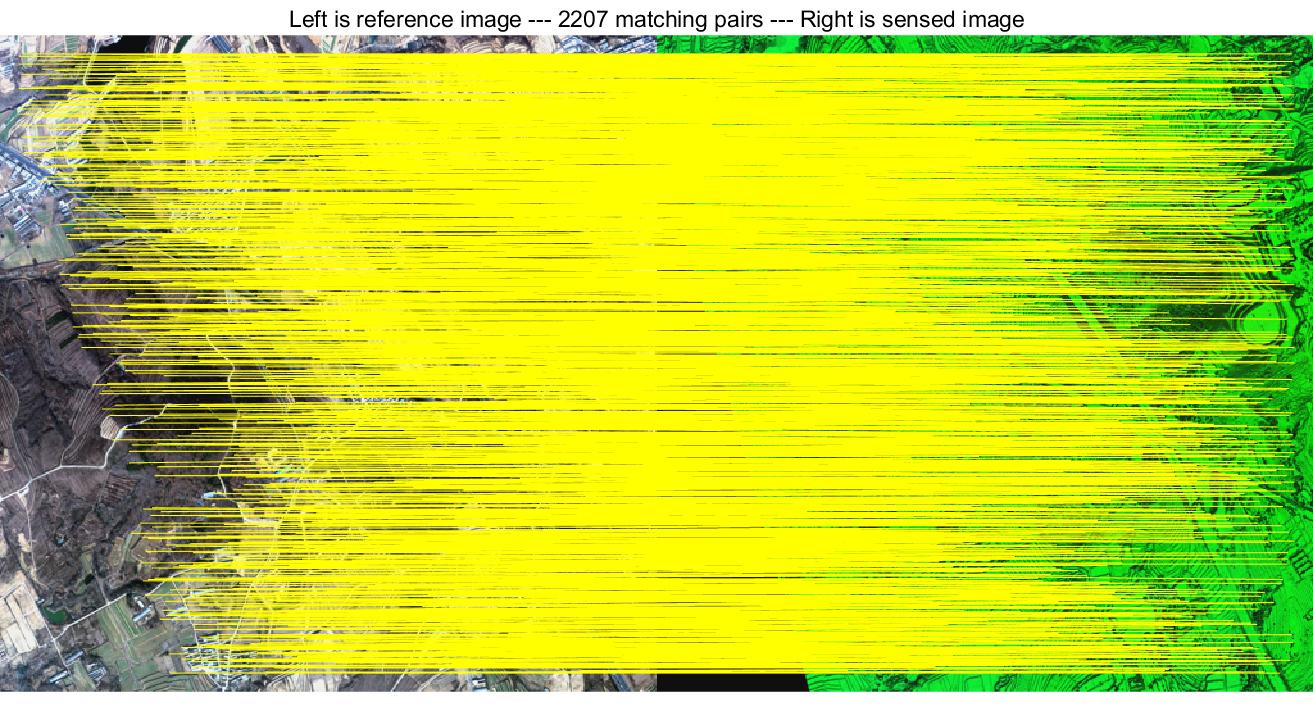 Left is reference image --- 2207 matching pairs --- Right is sensed image